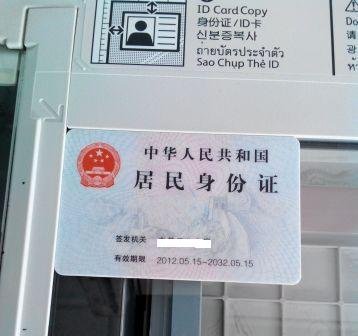 ID Card Copy
身份证/ID卡
신분증복사
ถ่ายบัตรประจำตัว
Sao Chụp Thẻ ID
Do
请
中华人民共和国
居民身份证
签发机关
有效期限 2012.05.15-2032.05.15